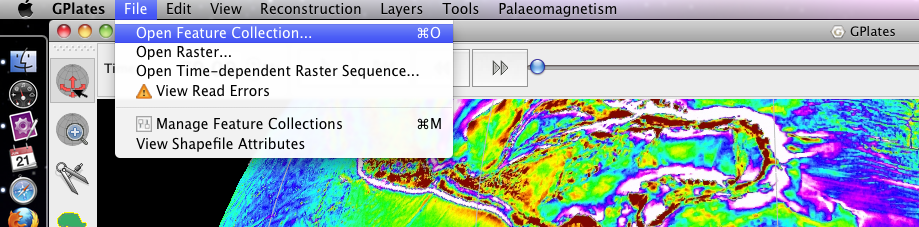 GPlates File Edit View Reconstruction Layers Tools Palaeomagnetism
GPlates
Open Feature Collection... ⌘O
Open Raster...
Open Time-dependent Raster Sequence...
View Read Errors
Manage Feature Collections ⌘M
View Shapefile Attributes
21